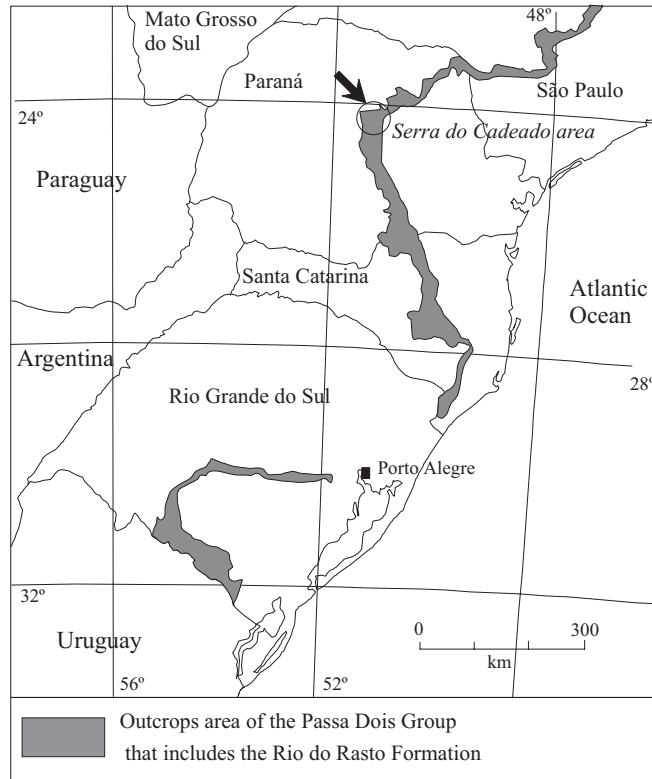 Mato Grosso
do Sul
48º
Paraná
São Paulo
24º
Serra do Cadeado area
Paraguay
Santa Catarina
Atlantic
Ocean
Argentina
28º
Rio Grande do Sul
Porto Alegre
32º
0 300
km
Uruguay
56º
52º
Outcrops area of the Passa Dois Group
that includes the Rio do Rasto Formation